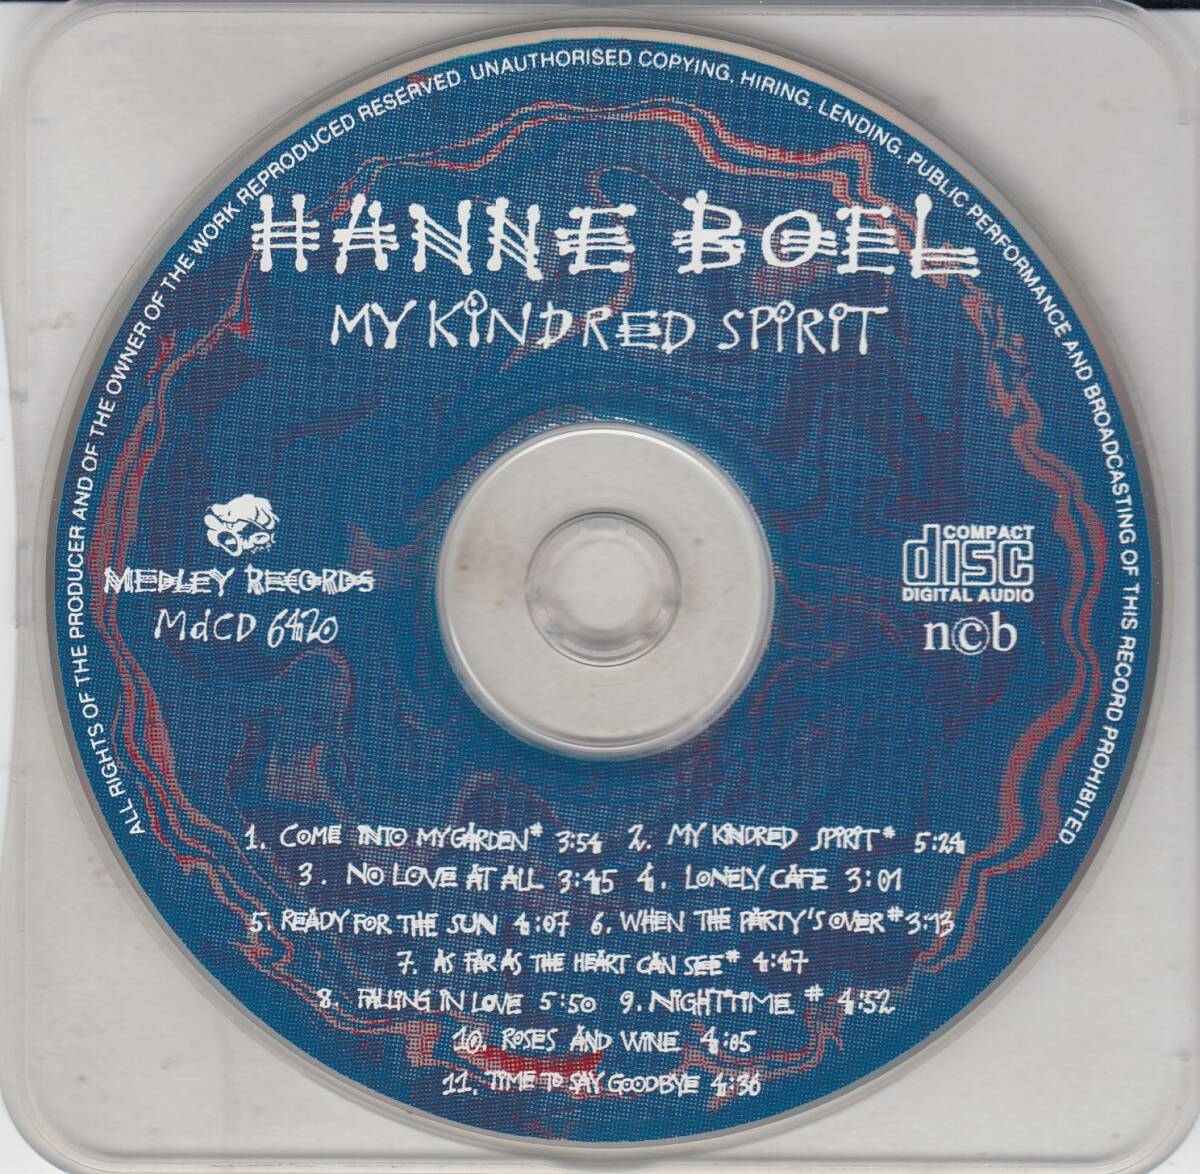 ALL RIGHTS OF THE PRODUCER AND OF THE OWNER OF THE WORK REPRODUCED RESERVED. UNAUTHORISED COPYING, HIRING, LENDING, PUBLIC PERFORMANCE AND BROADCASTING OF THIS RECORD PROHIBITED.
HANNE BOEL
MY KINDRED SPIRIT
MEDLEY RECORDS
MdCD 6420
COMPACT
disc
DIGITAL AUDIO
n©b
1. COME INTO MY GARDEN* 3:54 2. MY KINDRED SPIRIT* 5:24
3. NO LOVE AT ALL 3:45 4. LONELY CAFE 3:01
5. READY FOR THE SUN 4:07 6. WHEN THE PARTY'S OVER* 3:13
7. AS FAR AS THE HEART CAN SEE* 4:47
8. FALLING IN LOVE 5:50 9. NIGHTTIME * 4:52
10. ROSES AND WINE 4:05
11. TIME TO SAY GOODBYE 4:36